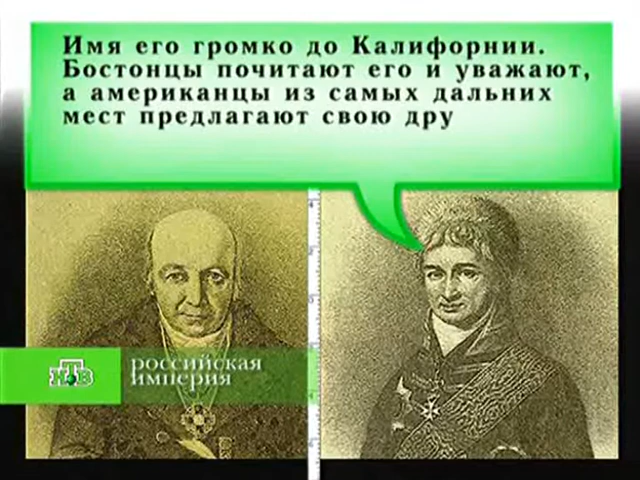 Имя его громко до Калифорнии.
Бостонцы почитают его и уважают,
а американцы из самых дальних
мест предлагают свою дру
нтв
российская
империя